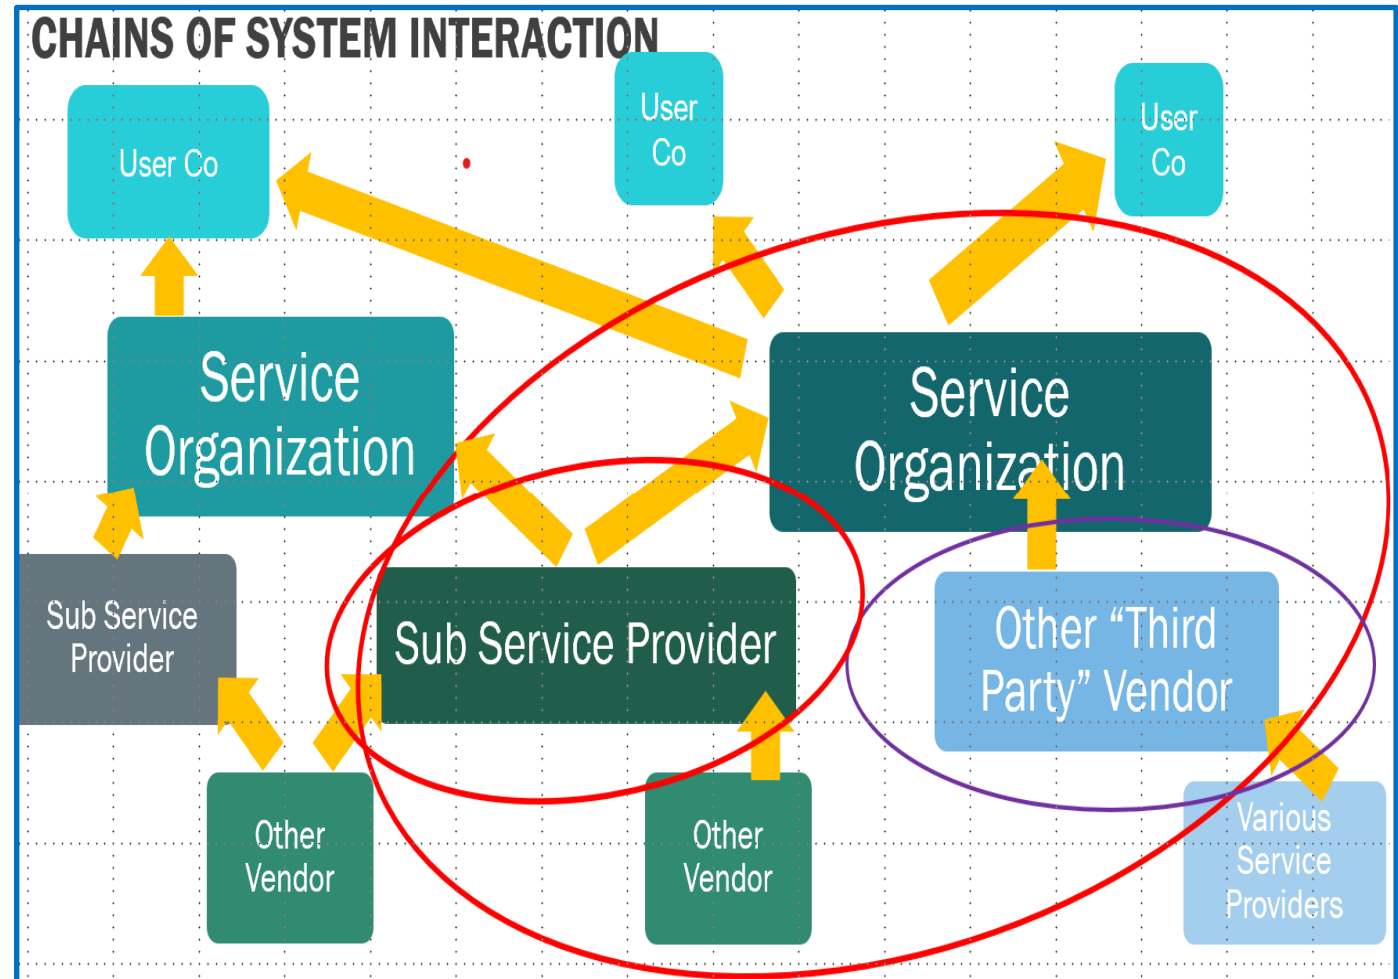 CHAINS OF SYSTEM INTERACTION
User Co
User
Co
User
Co
Service
Organization
Service
Organization
Sub Service
Provider
Sub Service Provider
Other “Third
Party” Vendor
Other
Vendor
Other
Vendor
Various
Service
Providers